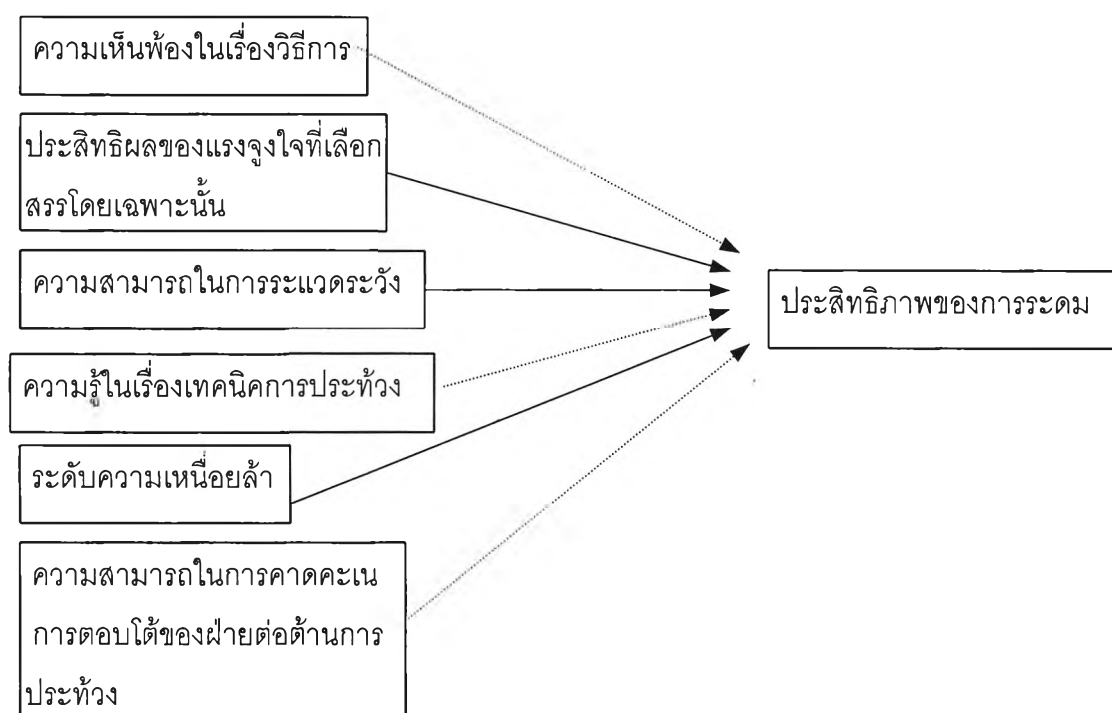 ความเห็นพ้องในเรื่องวิธีการ
ประสิทธิผลของแรงจูงใจที่เลือก
สรรโดยเฉพาะนั้น
ความสามารถในการระแวดระวัง
ประสิทธิภาพของการระดม
ความรู้ในเรื่องเทคนิคการประท้วง
ระดับความเหนื่อยล้า
ความสามารถในการคาดคะเน
การตอบโต้ของฝ่ายต่อต้านการ
ประท้วง